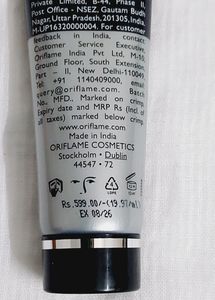 Private Limited, B-44, Phase II,
Post Office - NSEZ, Gautam Budh
Nagar, Uttar Pradesh, 201305, India,
M-UP1632000004. For customer
feedback in India, contact:
Customer Service Executive,
Oriflame India Pvt Ltd, M-10,
Ground Floor, South Extension,
Part - II, New Delhi-110049
tel. +91 1140409000, email:
query@oriflame.com.
Batch No. Marked on crimp
MFD. Marked on crimp
Expiry date and MRP Rs (Incl. of
all taxes): Marked on crimp
www.oriflame.com
Made in India
ORIFLAME COSMETICS
Stockholm • Dublin
44547 • 72
Rs.599.00/-(19.97/mL)
EX 08/26